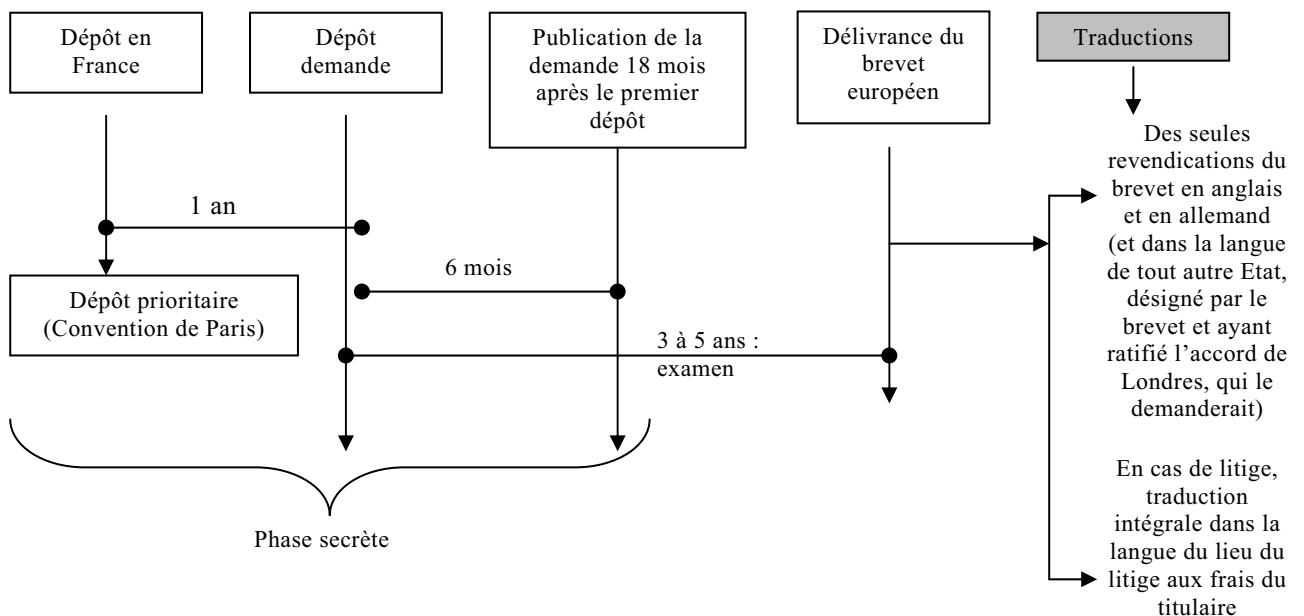 Dépôt en
France
Dépôt
demande
Publication de la
demande 18 mois
après le premier
dépôt
Délivrance du
brevet
européen
Traductions
1 an
Dépôt prioritaire
(Convention de Paris)
6 mois
3 à 5 ans :
examen
Phase secrète
Des seules
revendications du
brevet en anglais
et en allemand
(et dans la langue
de tout autre Etat,
désigné par le
brevet et ayant
ratifié l’accord de
Londres, qui le
demanderait)
En cas de litige,
traduction
intégrale dans la
langue du lieu du
litige aux frais du
titulaire